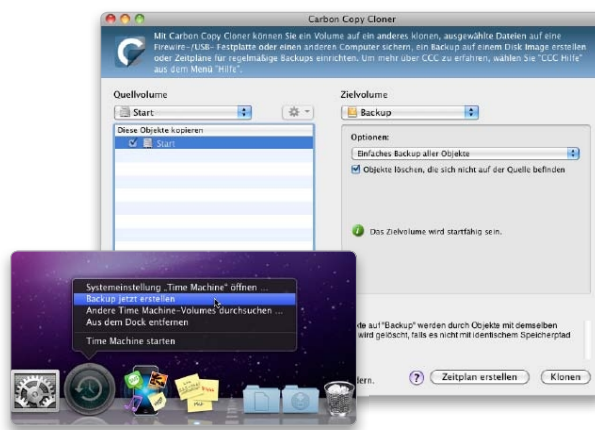 Carbon Copy Cloner
Mit Carbon Copy Cloner können Sie ein Volume auf ein anderes klonen, ausgewählte Dateien auf eine
Firewire-/USB- Festplatte oder einen anderen Computer sichern, ein Backup auf einem Disk Image erstellen
oder Zeitpläne für regelmäßige Backups einrichten. Um mehr über CCC zu erfahren, wählen Sie "CCC Hilfe"
aus dem Menü "Hilfe".
Quellvolume
Start
Diese Objekte kopieren
Start
Zielvolume
Backup
Optionen:
Einfaches Backup aller Objekte
Objekte löschen, die sich nicht auf der Quelle befinden
Das Zielvolume wird startfähig sein.
Systemeinstellung „Time Machine" öffnen ...
Backup jetzt erstellen
Andere Time Machine-Volumes durchsuchen ...
Aus dem Dock entfernen
Time Machine starten
kte auf "Backup" werden durch Objekte mit demselben
wird gelöscht, falls es nicht mit identischem Speicherpfad
dern.
? Zeitplan erstellen
Klonen